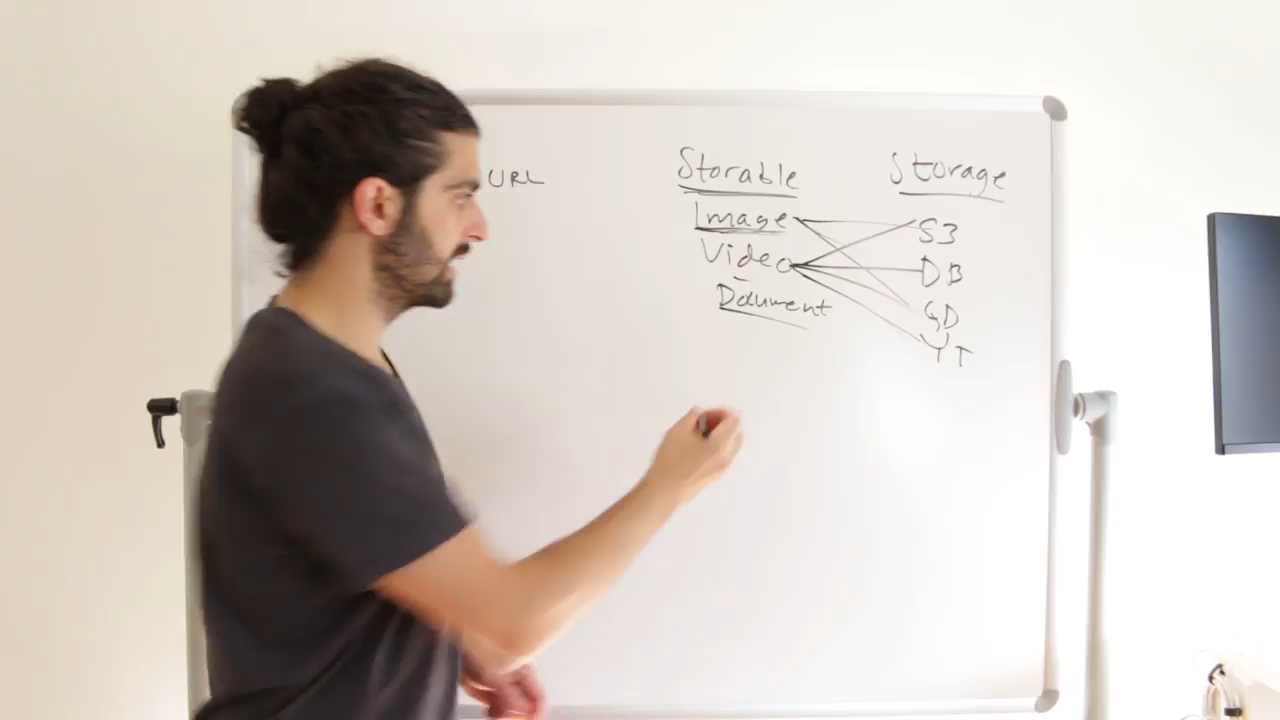 URL
Storable
Image
Video
Document
Storage
S3
DB
GD
YT